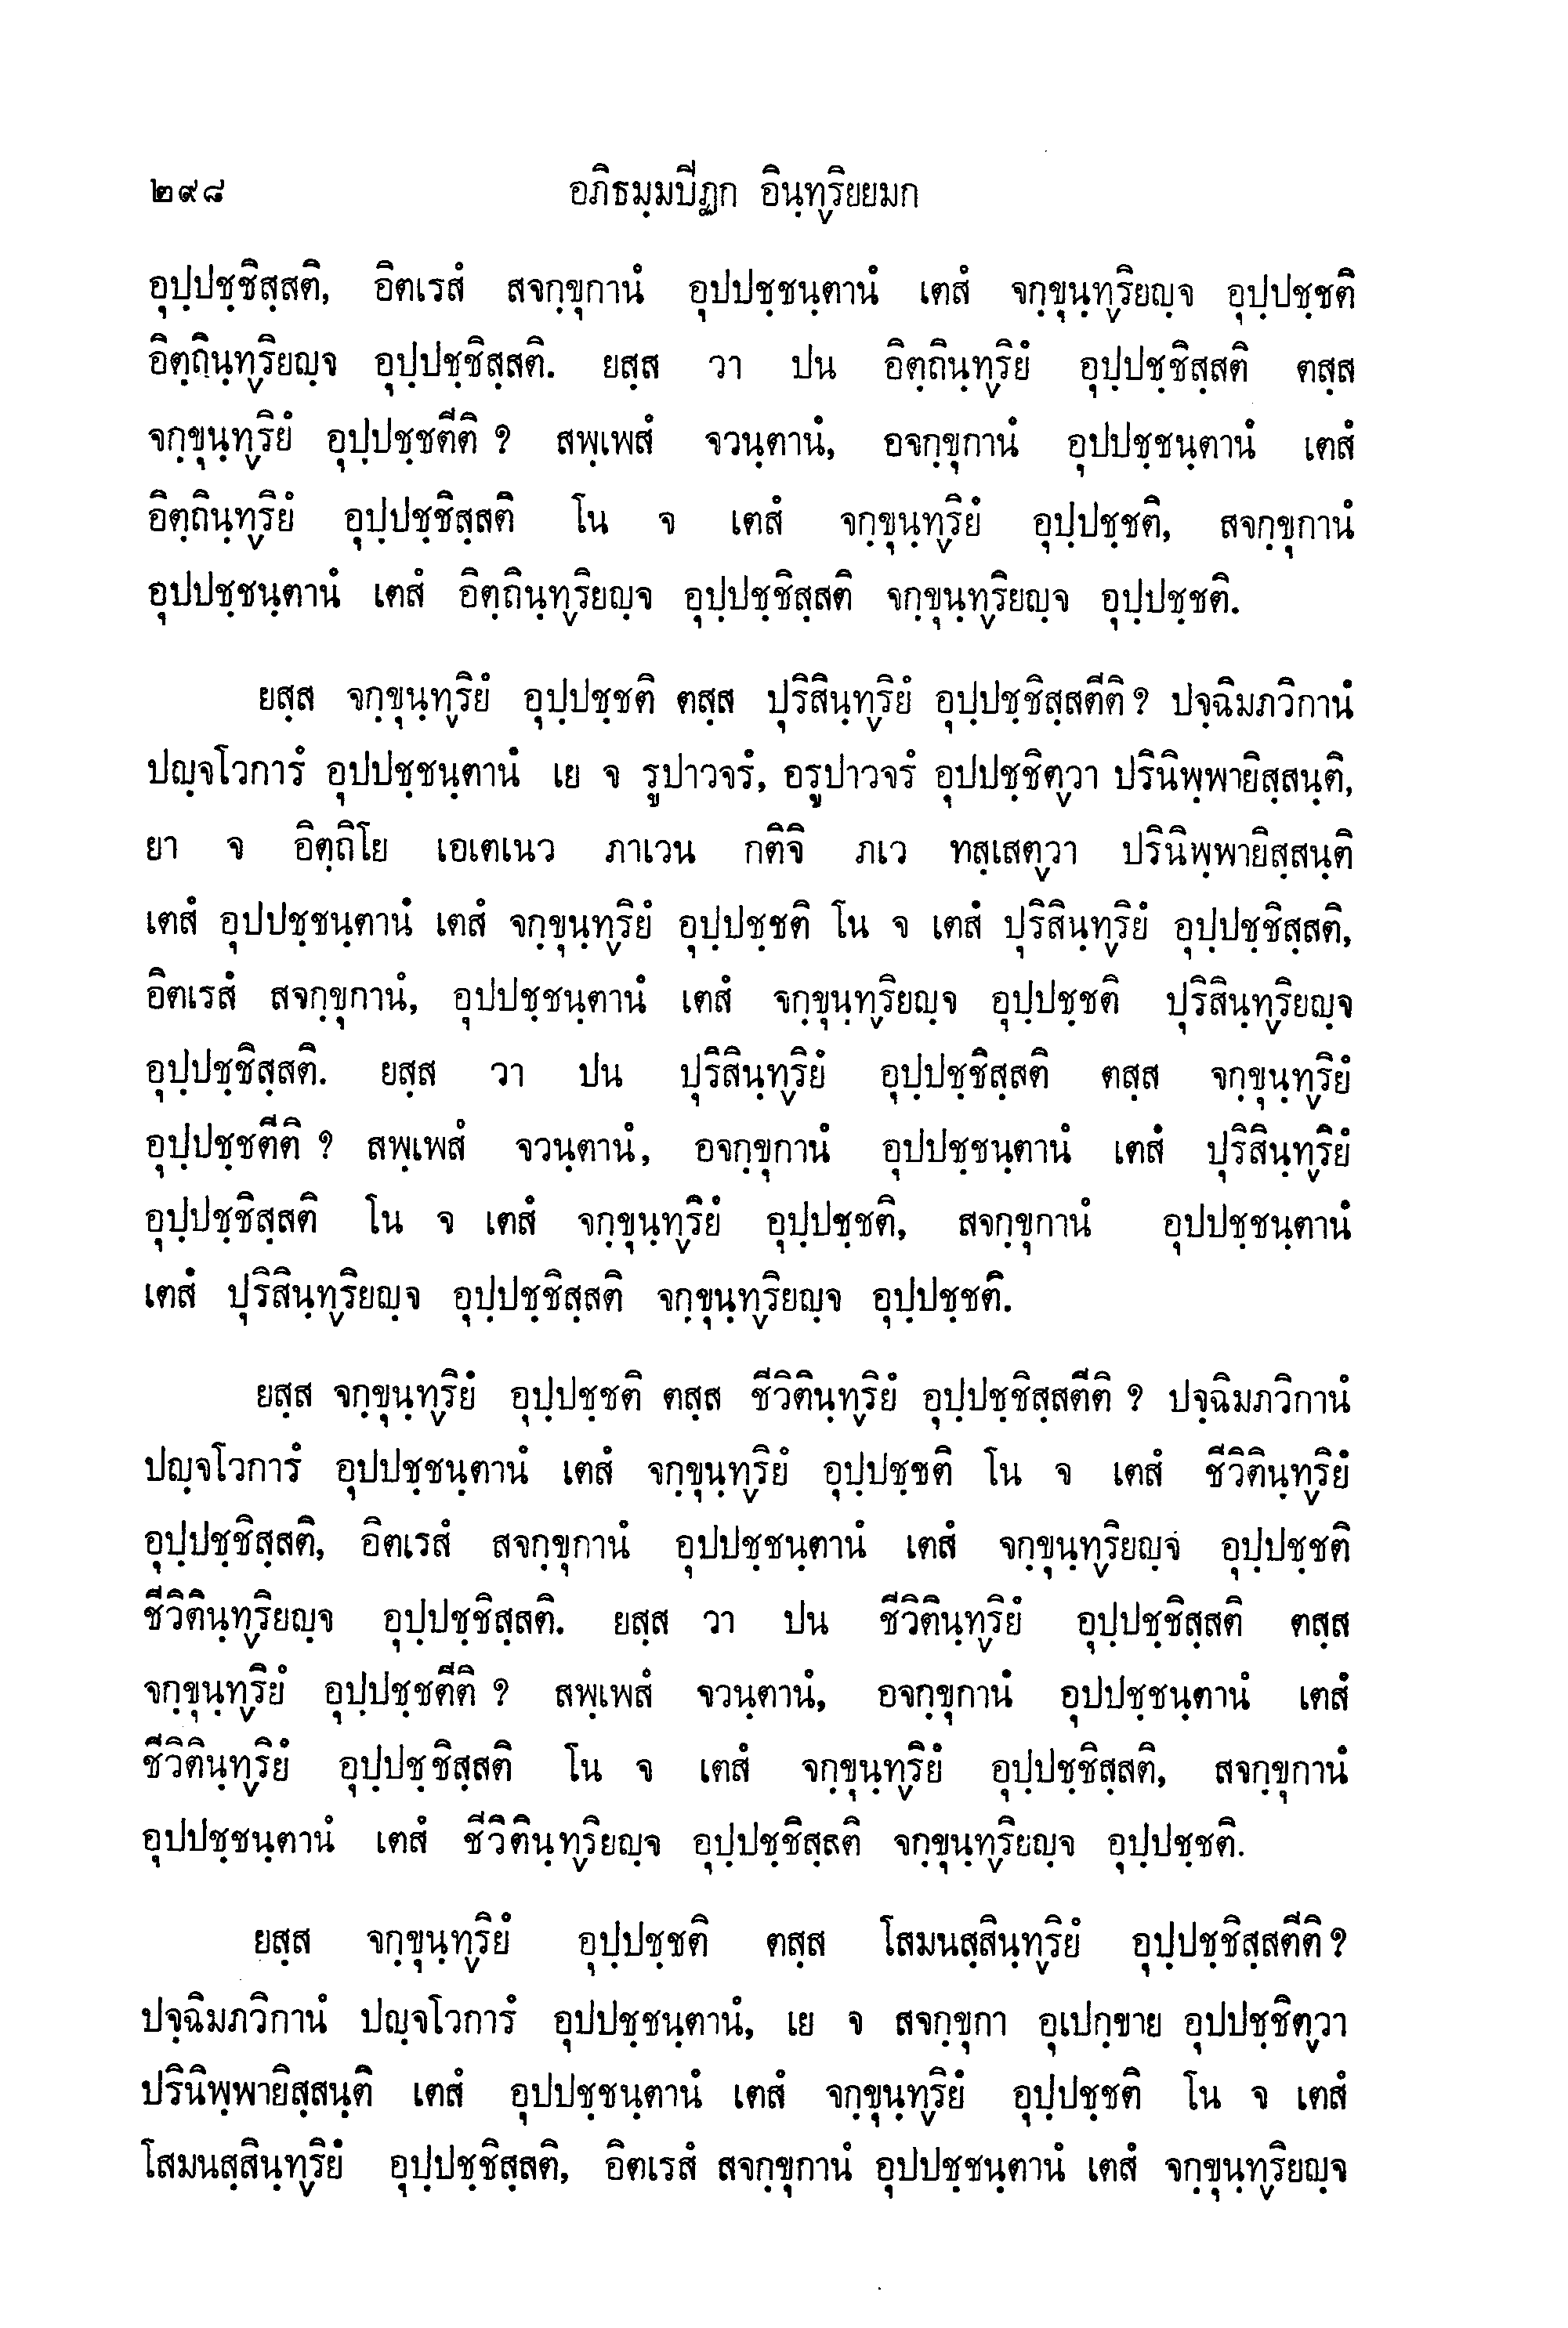 ๒๙๘ อภิธมฺมปีฏก อินฺทฺริยยมก
อุปฺปชฺชิสฺสติ, อิตเรสํ สจกฺขุกานํ อุปปชฺชนฺตานํ เตสํ จกฺขุนฺทฺริยญฺจ อุปฺปชฺชติ
อิตฺถินฺทฺริยญฺจ อุปฺปชฺชิสฺสติ. ยสฺส วา ปน อิตฺถินฺทฺริยํ อุปฺปชฺชิสฺสติ ตสฺส
จกฺขุนฺทฺริยํ อุปฺปชฺชตีติ ? สพฺเพสํ จวนฺตานํ, อจกฺขุกานํ อุปปชฺชนฺตานํ เตสํ
อิตฺถินฺทฺริยํ อุปฺปชฺชิสฺสติ โน จ เตสํ จกฺขุนฺทฺริยํ อุปฺปชฺชติ, สจกฺขุกานํ
อุปปชฺชนฺตานํ เตสํ อิตฺถินฺทฺริยญฺจ อุปฺปชฺชิสฺสติ จกฺขุนฺทฺริยญฺจ อุปฺปชฺชติ.
ยสฺส จกฺขุนฺทฺริยํ อุปฺปชฺชติ ตสฺส ปุริสินฺทฺริยํ อุปฺปชฺชิสฺสตีติ ? ปจฺฉิมภวิกานํ
ปญฺจโวการํ อุปปชฺชนฺตานํ เย จ รูปาวจรํ, อรูปาวจรํ อุปปชฺชิตฺวา ปรินิพฺพายิสฺสนฺติ,
ยา จ อิตฺถิโย เอเตเนว ภาเวน กติจิ ภเว ทสฺเสตฺวา ปรินิพฺพายิสฺสนฺติ
เตสํ อุปปชฺชนฺตานํ เตสํ จกฺขุนฺทฺริยํ อุปฺปชฺชติ โน จ เตสํ ปุริสินฺทฺริยํ อุปฺปชฺชิสฺสติ,
อิตเรสํ สจกฺขุกานํ, อุปปชฺชนฺตานํ เตสํ จกฺขุนฺทฺริยญฺจ อุปฺปชฺชติ ปุริสินฺทฺริยญฺจ
อุปฺปชฺชิสฺสติ. ยสฺส วา ปน ปุริสินฺทฺริยํ อุปฺปชฺชิสฺสติ ตสฺส จกฺขุนฺทฺริยํ
อุปฺปชฺชตีติ ? สพฺเพสํ จวนฺตานํ, อจกฺขุกานํ อุปปชฺชนฺตานํ เตสํ ปุริสินฺทฺริยํ
อุปฺปชฺชิสฺสติ โน จ เตสํ จกฺขุนฺทฺริยํ อุปฺปชฺชติ, สจกฺขุกานํ อุปปชฺชนฺตานํ
เตสํ ปุริสินฺทฺริยญฺจ อุปฺปชฺชิสฺสติ จกฺขุนฺทฺริยญฺจ อุปฺปชฺชติ.
ยสฺส จกฺขุนฺทฺริยํ อุปฺปชฺชติ ตสฺส ชีวิตินฺทฺริยํ อุปฺปชฺชิสฺสตีติ ? ปจฺฉิมภวิกานํ
ปญฺจโวการํ อุปปชฺชนฺตานํ เตสํ จกฺขุนฺทฺริยํ อุปฺปชฺชติ โน จ เตสํ ชีวิตินฺทฺริยํ
อุปฺปชฺชิสฺสติ, อิตเรสํ สจกฺขุกานํ อุปปชฺชนฺตานํ เตสํ จกฺขุนฺทฺริยญฺจ อุปฺปชฺชติ
ชีวิตินฺทฺริยญฺจ อุปฺปชฺชิสฺสติ. ยสฺส วา ปน ชีวิตินฺทฺริยํ อุปฺปชฺชิสฺสติ ตสฺส
จกฺขุนฺทฺริยํ อุปฺปชฺชตีติ ? สพฺเพสํ จวนฺตานํ, อจกฺขุกานํ อุปปชฺชนฺตานํ เตสํ
ชีวิตินฺทฺริยํ อุปฺปชฺชิสฺสติ โน จ เตสํ จกฺขุนฺทฺริยํ อุปฺปชฺชิสฺสติ, สจกฺขุกานํ
อุปปชฺชนฺตานํ เตสํ ชีวิตินฺทฺริยญฺจ อุปฺปชฺชิสฺสติ จกฺขุนฺทฺริยญฺจ อุปฺปชฺชติ.
ยสฺส จกฺขุนฺทฺริยํ อุปฺปชฺชติ ตสฺส โสมนสฺสินฺทฺริยํ อุปฺปชฺชิสฺสตีติ ?
ปจฺฉิมภวิกานํ ปญฺจโวการํ อุปปชฺชนฺตานํ, เย จ สจกฺขุกา อุเปกฺขาย อุปปชฺชิตฺวา
ปรินิพฺพายิสฺสนฺติ เตสํ อุปปชฺชนฺตานํ เตสํ จกฺขุนฺทฺริยํ อุปฺปชฺชติ โน จ เตสํ
โสมนสฺสินฺทฺริยํ อุปฺปชฺชิสฺสติ, อิตเรสํ สจกฺขุกานํ อุปปชฺชนฺตานํ เตสํ จกฺขุนฺทฺริยญฺจ